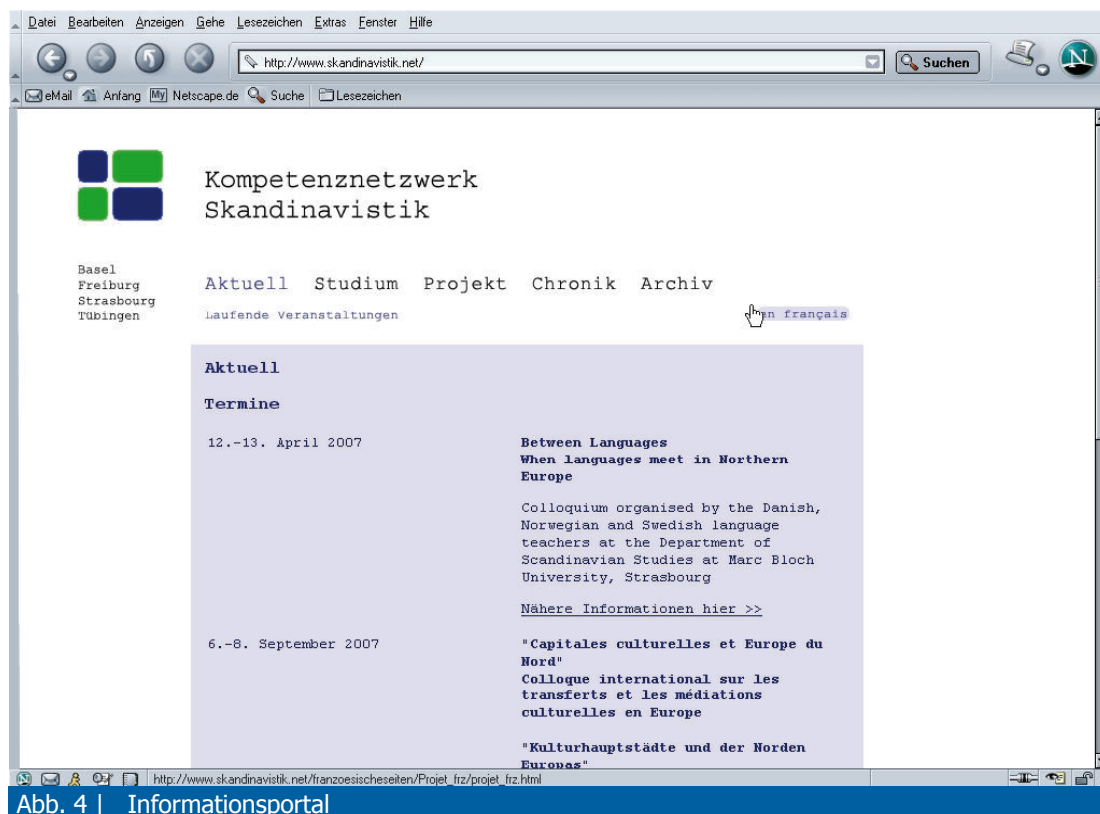 Datei Bearbeiten Anzeigen Gehe Lesezeichen Extras Fenster Hilfe
http://www.skandinavistik.net/ Suchen N
eMail Anfang My Netscape.de Suche Lesezeichen
Kompetenznetzwerk
Skandinavistik
Basel
Freiburg
Strasbourg
Tübingen
Aktuell Studium Projekt Chronik Archiv
Laufende Veranstaltungen en français
Aktuell
Termine
12.-13. April 2007 Between Languages
When languages meet in Northern
Europe
Colloquium organised by the Danish,
Norwegian and Swedish language
teachers at the Department of
Scandinavian Studies at Marc Bloch
University, Strasbourg
Nähere Informationen hier >>
6.-8. September 2007 "Capitales culturelles et Europe du
Nord"
Colloque international sur les
transferts et les médiations
culturelles en Europe
"Kulturhauptstädte und der Norden
Europas"
http://www.skandinavistik.net/franzoesischeseiten/Projet_frz/projet_frz.html
Abb. 4 | Informationsportal